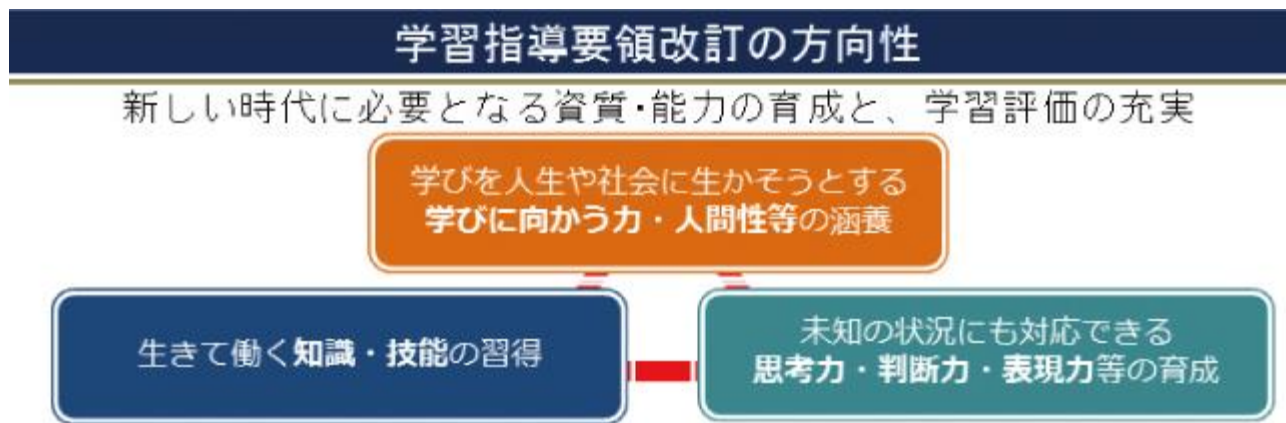 学習指導要領改訂の方向性
新しい時代に必要となる資質・能力の育成と、学習評価の充実
学びを人生や社会に生かそうとする
学びに向かう力・人間性等の涵養
生きて働く知識・技能の習得
未知の状況にも対応できる
思考力・判断力・表現力等の育成